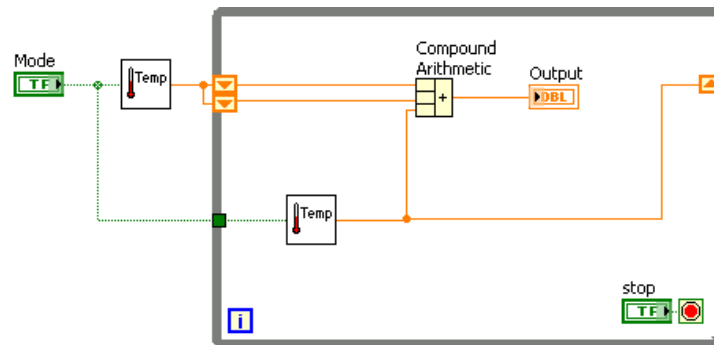 Mode
TF
Temp
Compound
Arithmetic
+
Output
DBL
Temp
i
stop
TF